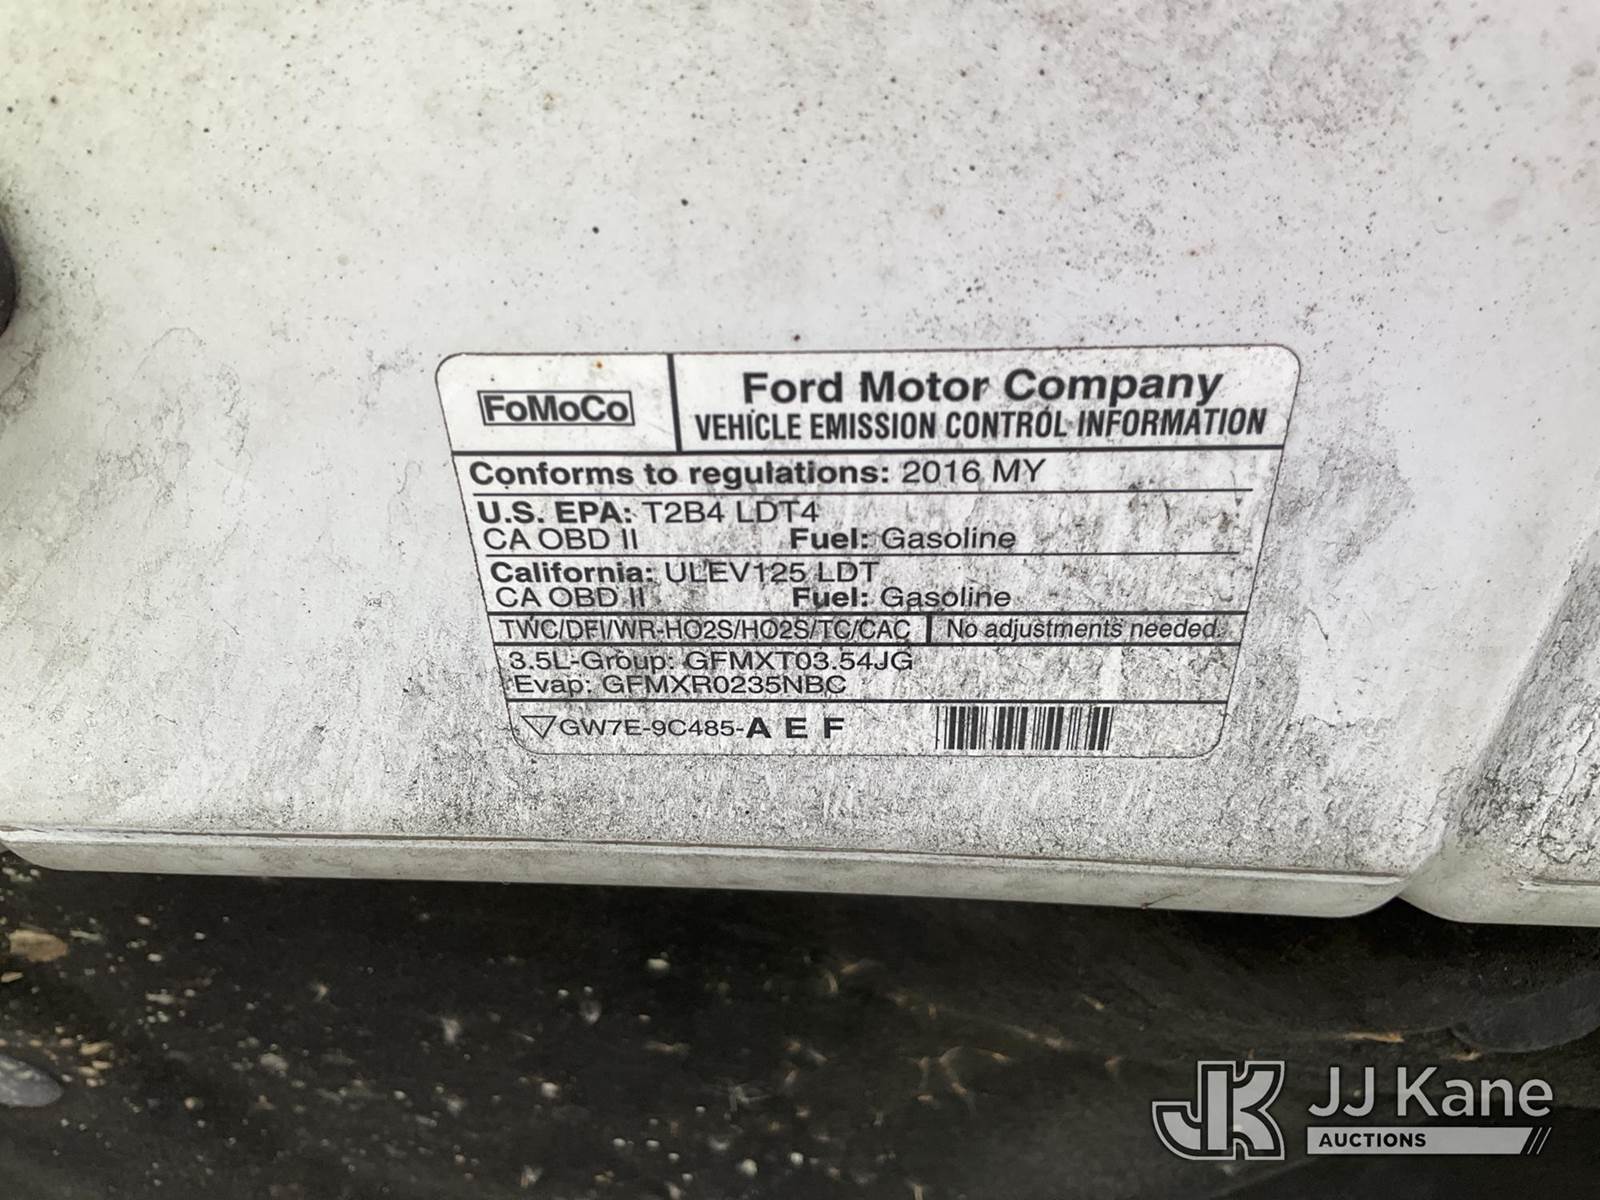 FoMoCo
Ford Motor Company
VEHICLE EMISSION CONTROL INFORMATION
Conforms to regulations: 2016 MY
U.S. EPA: T2B4 LDT4
CA OBD II Fuel: Gasoline
California: ULEV125 LDT
CA OBD II Fuel: Gasoline
TWC/DFI/WR-HO2S/HO2S/TC/CAC No adjustments needed.
3.5L-Group: GFMXT03.54JG
Evap: GFMXR0235NBC
GW7E-9C485-A E F
JK JJ Kane
AUCTIONS